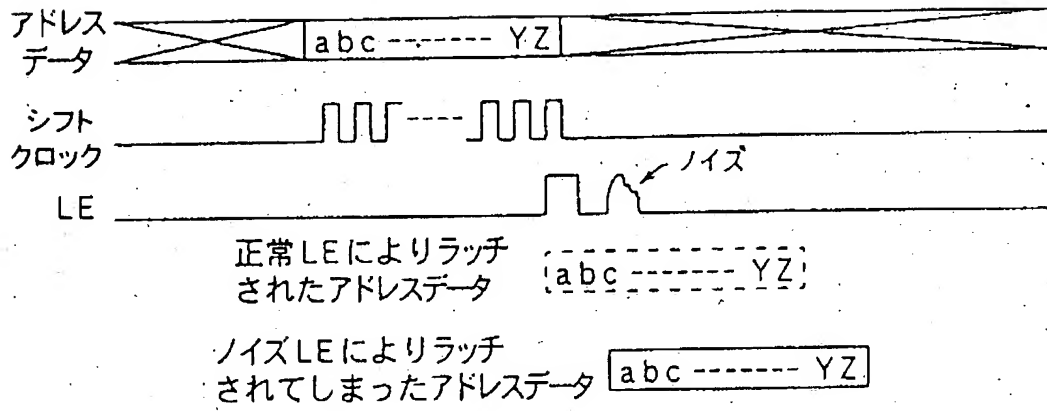 アドレス
データ
abc------- YZ
シフト
クロック
ノイズ
LE
正常LEによりラッチ
されたアドレスデータ
abc------- YZ
ノイズLEによりラッチ
されてしまったアドレスデータ
abc------- YZ